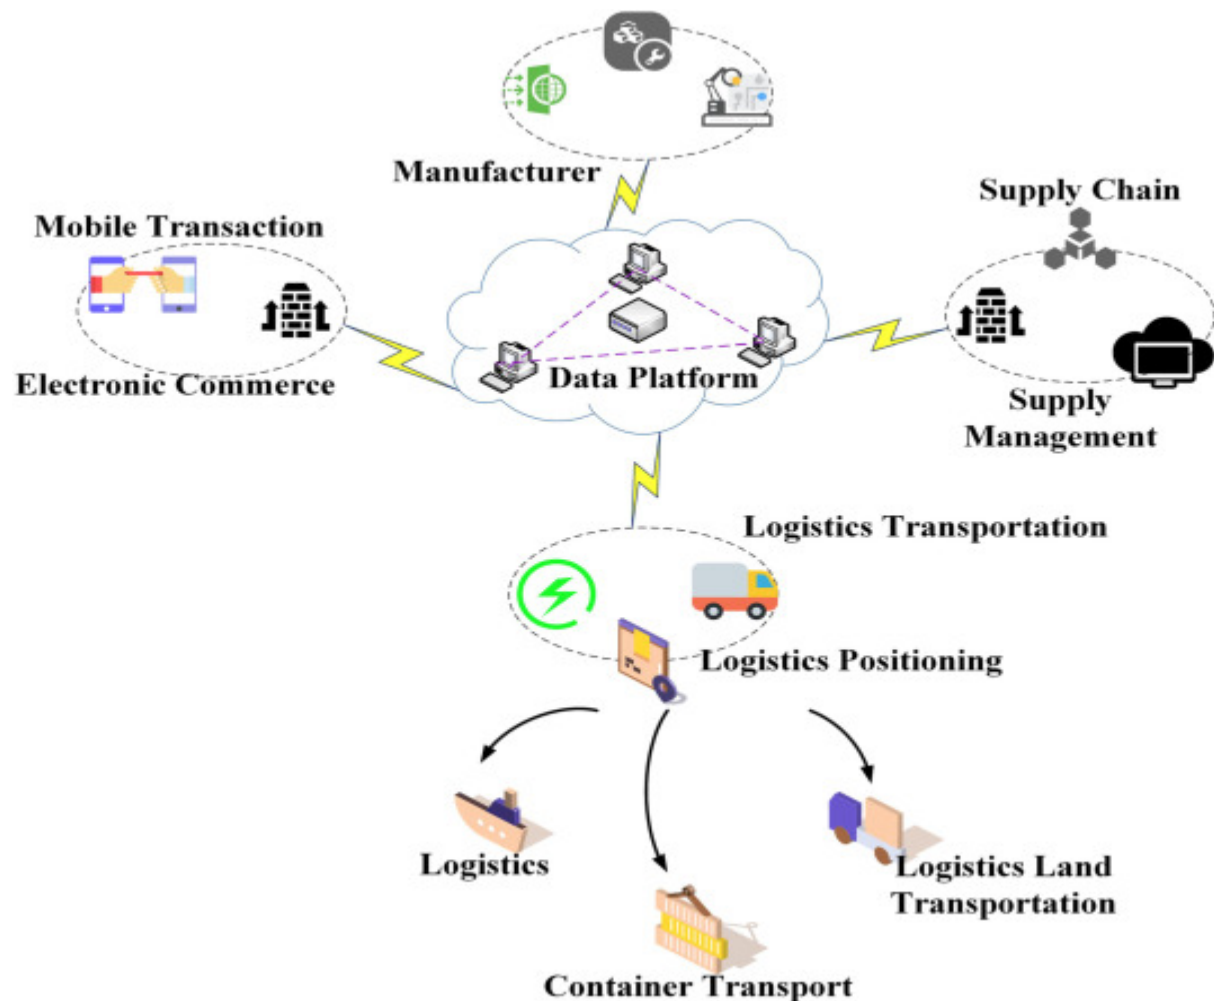 Manufacturer
Supply Chain
Mobile Transaction
Data Platform
Electronic Commerce
Supply
Management
Logistics Transportation
Logistics Positioning
Logistics
Logistics Land
Transportation
Container Transport